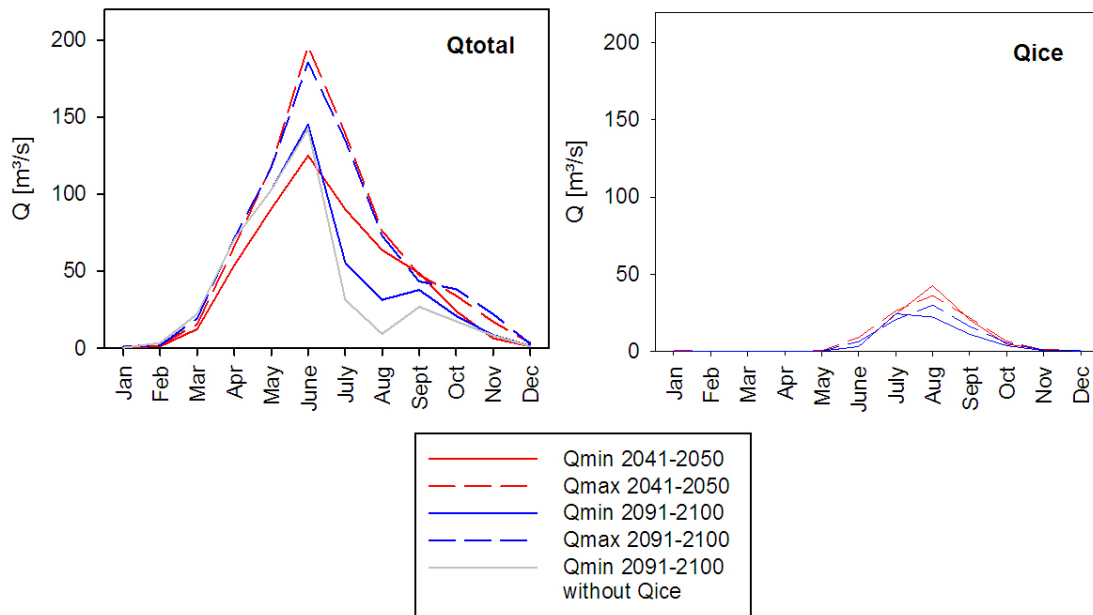 Qtotal
Q [m³/s]
200
150
100
50
0
Jan
Feb
Mar
Apr
May
June
July
Aug
Sept
Oct
Nov
Dec
Qice
Q [m³/s]
200
150
100
50
0
Jan
Feb
Mar
Apr
May
June
July
Aug
Sept
Oct
Nov
Dec
Qmin 2041-2050
Qmax 2041-2050
Qmin 2091-2100
Qmax 2091-2100
Qmin 2091-2100
without Qice